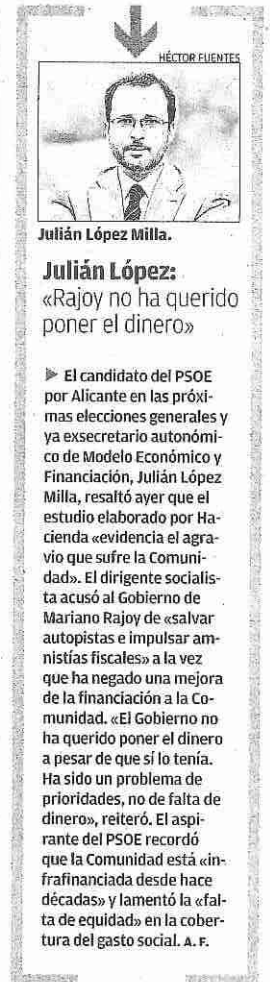 HÉCTOR FUENTES
Julián López Milla.
Julián López:
«Rajoy no ha querido
poner el dinero»
▶ El candidato del PSOE
por Alicante en las próxi-
mas elecciones generales y
ya exsecretario autonómi-
co de Modelo Económico y
Financiación, Julián López
Milla, resaltó ayer que el
estudio elaborado por Ha-
cienda «evidencia el agra-
vio que sufre la Comuni-
dad». El dirigente socialis-
ta acusó al Gobierno de
Mariano Rajoy de «salvar
autopistas e impulsar am-
nistías fiscales» a la vez
que ha negado una mejora
de la financiación a la Co-
munidad. «El Gobierno no
ha querido poner el dinero
a pesar de que sí lo tenía.
Ha sido un problema de
prioridades, no de falta de
dinero», reiteró. El aspi-
rante del PSOE recordó
que la Comunidad está «in-
frafinanciada desde hace
décadas» y lamentó la «fal-
ta de equidad» en la cober-
tura del gasto social. A. F.